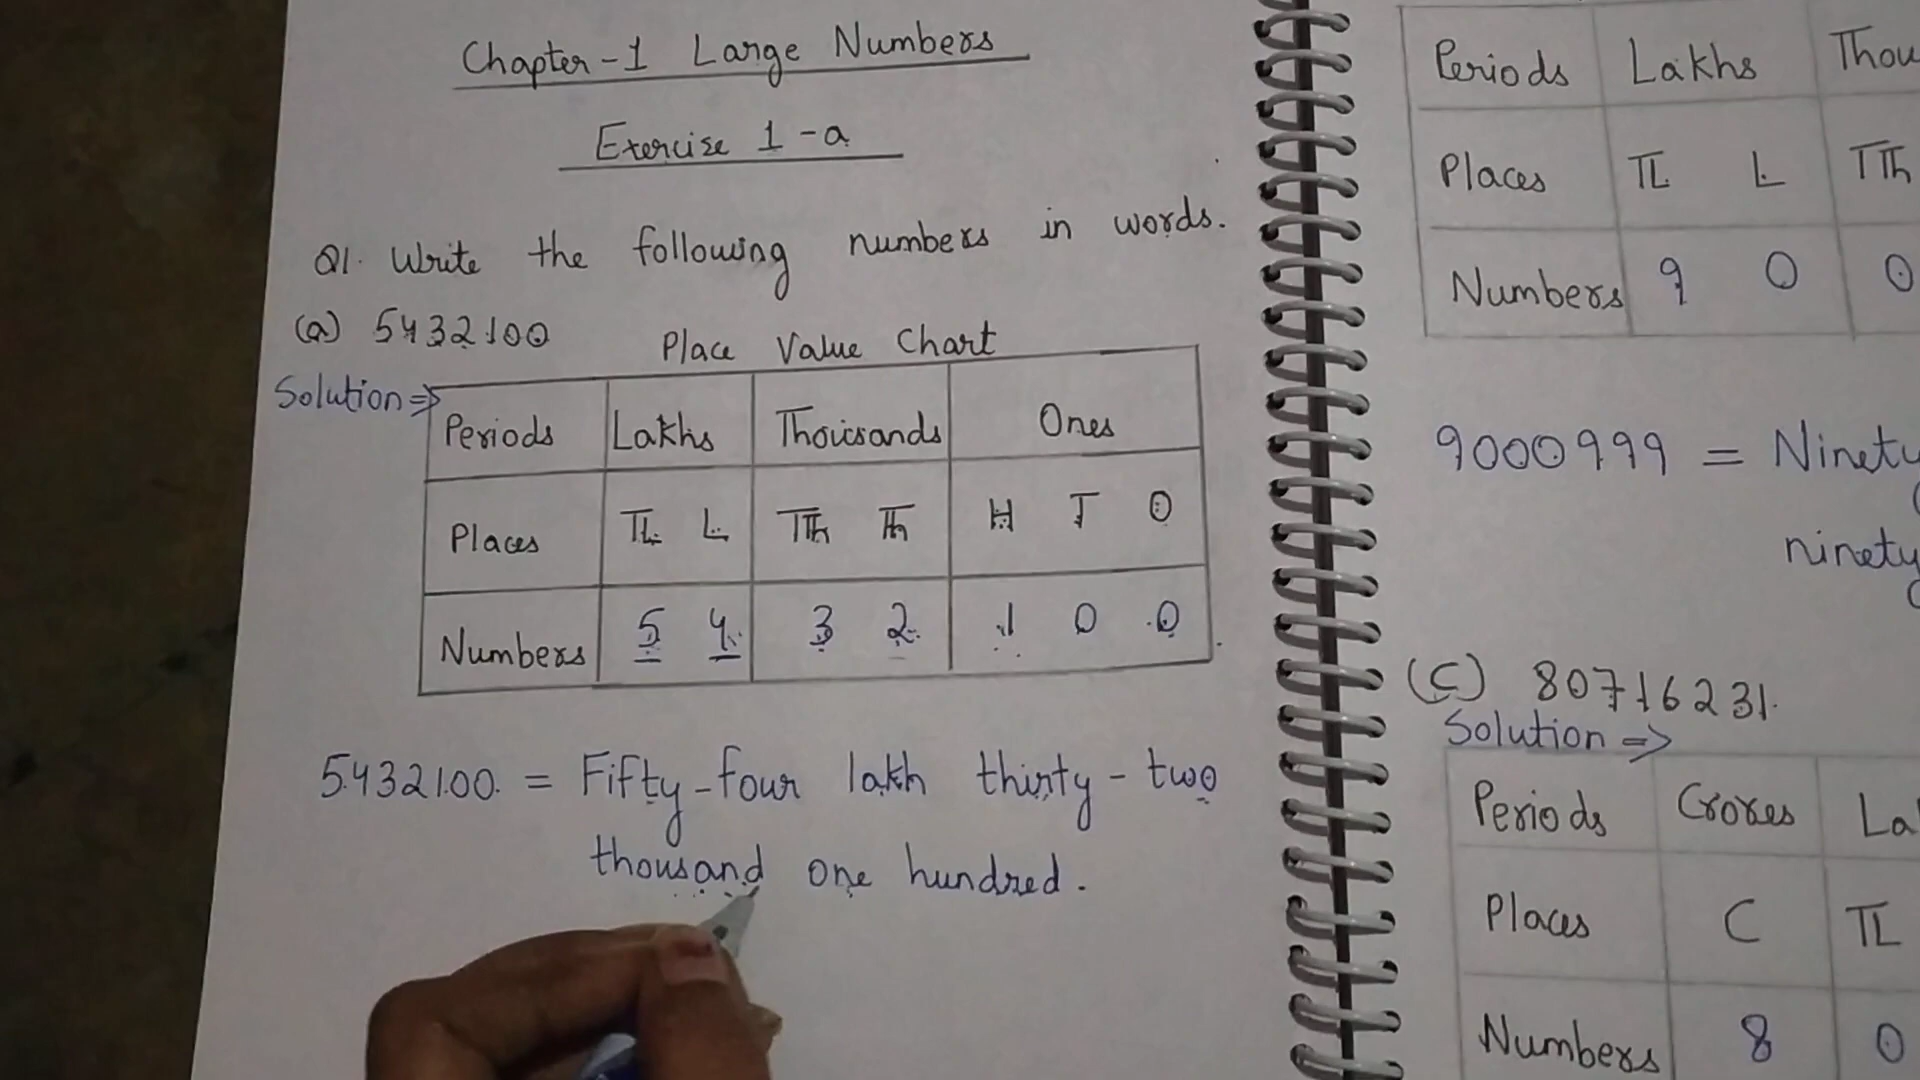 Chapter-1 Large Numbers
Exercise 1-a
Q1. Write the following numbers in words.
(a) 5432100
Place Value Chart
Solution ⇒
Periods Lakhs Thousands Ones
Places TL L TTh Th H T O
Numbers 5 4 3 2 1 0 0
5432100 = Fifty-four lakh thirty-two
thousand one hundred.
Periods Lakhs Thou
Places TL L TTh
Numbers 9 0 0
9000999 = Ninety
ninety
(C) 80716231.
Solution ⇒
Periods Crores La
Places C TL
Numbers 8 0